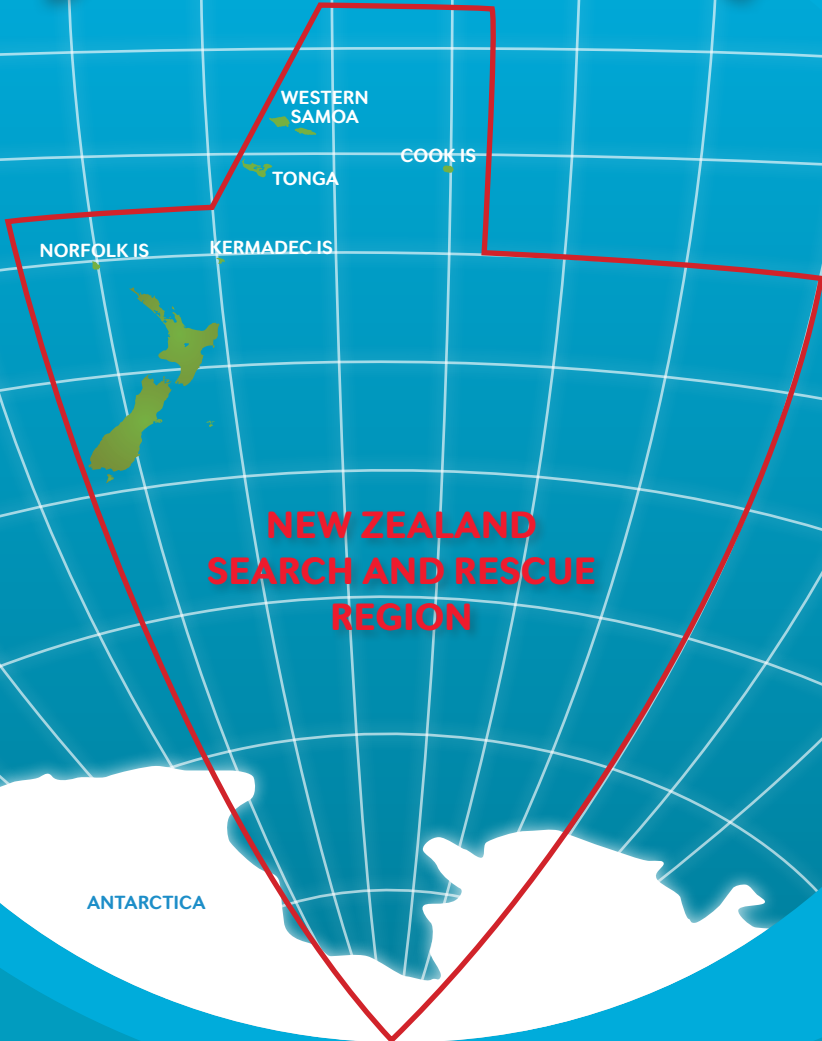 WESTERN
SAMOA
COOK IS
TONGA
NORFOLK IS
KERMADEC IS
NEW ZEALAND
SEARCH AND RESCUE
REGION
ANTARCTICA